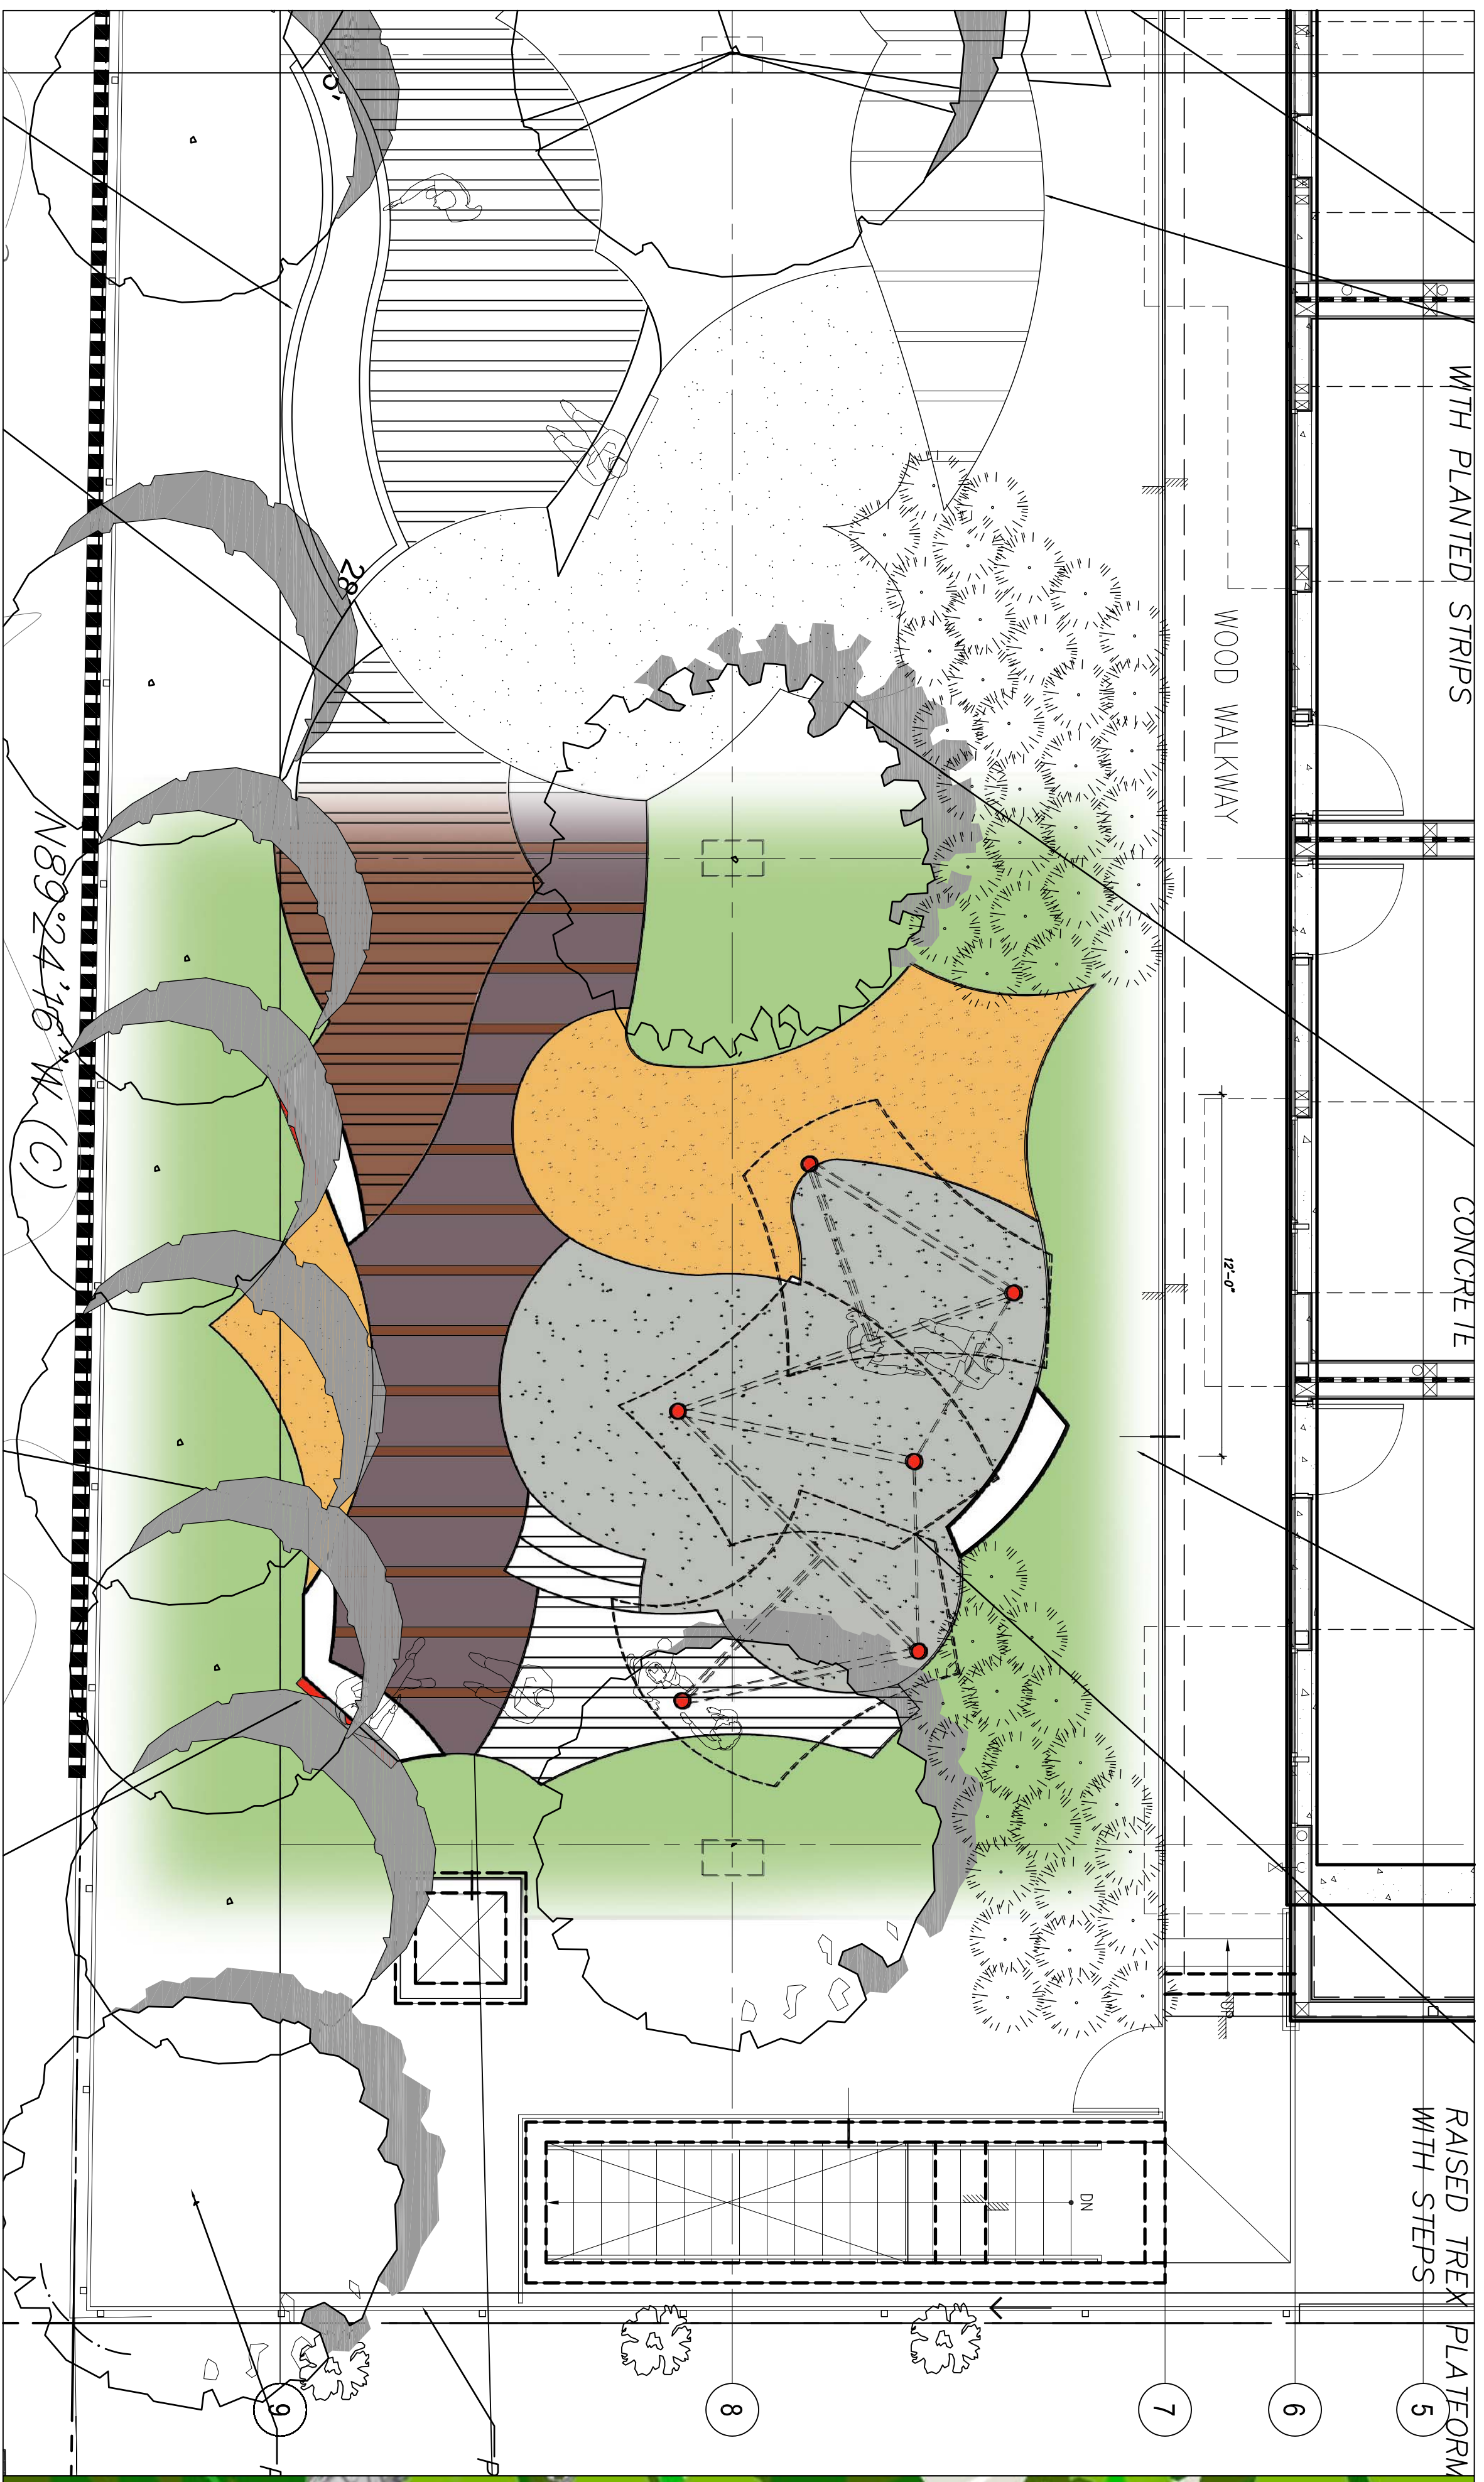 WITH PLANTED STRIPS
CONCRETE
RAISED TREX PLATFORM
WITH STEPS
WOOD WALKWAY
12'-0"
UP
DN
28'
N89°24'16" W (C)
5
6
7
8
9
P